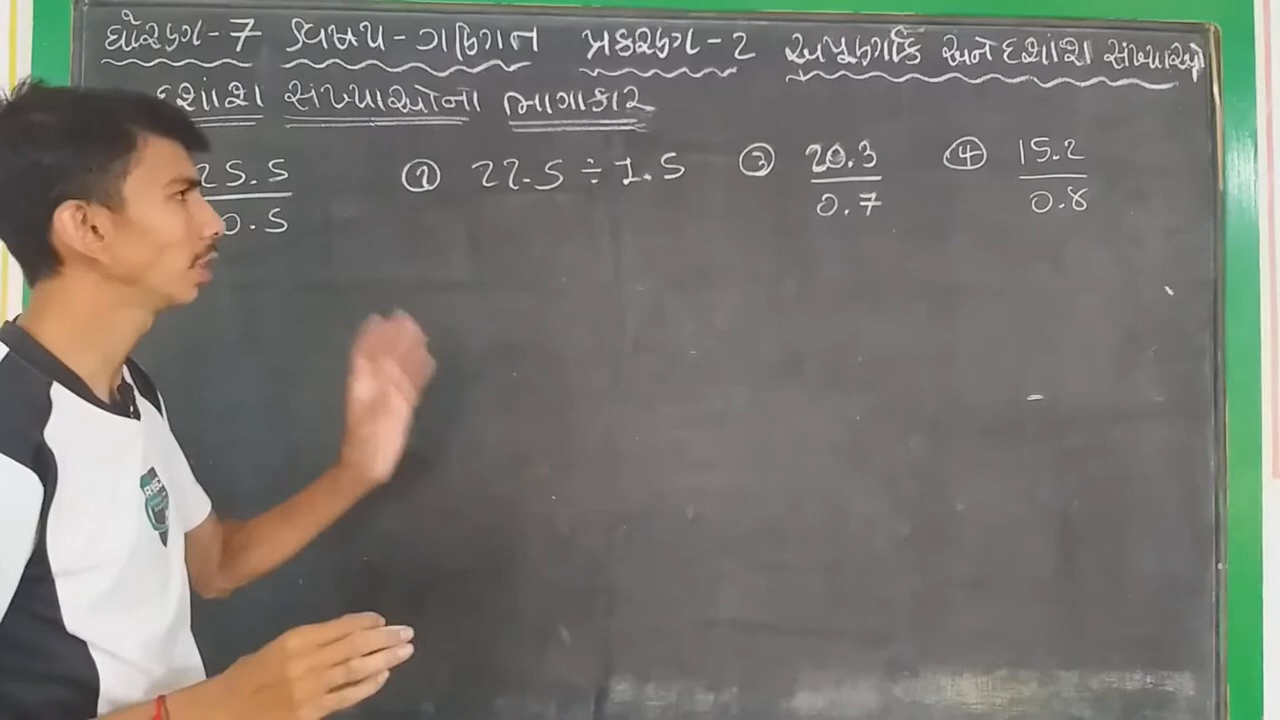 ધોરણ-7 વિષય-ગણિત પ્રકરણ-2 અપૂર્ણાંક અને દશાંશ સંખ્યાઓ
દશાંશ સંખ્યાઓના ભાગાકાર
25.5
0.5
② 22.5 ÷ 1.5
③ 20.3
0.7
④ 15.2
0.8